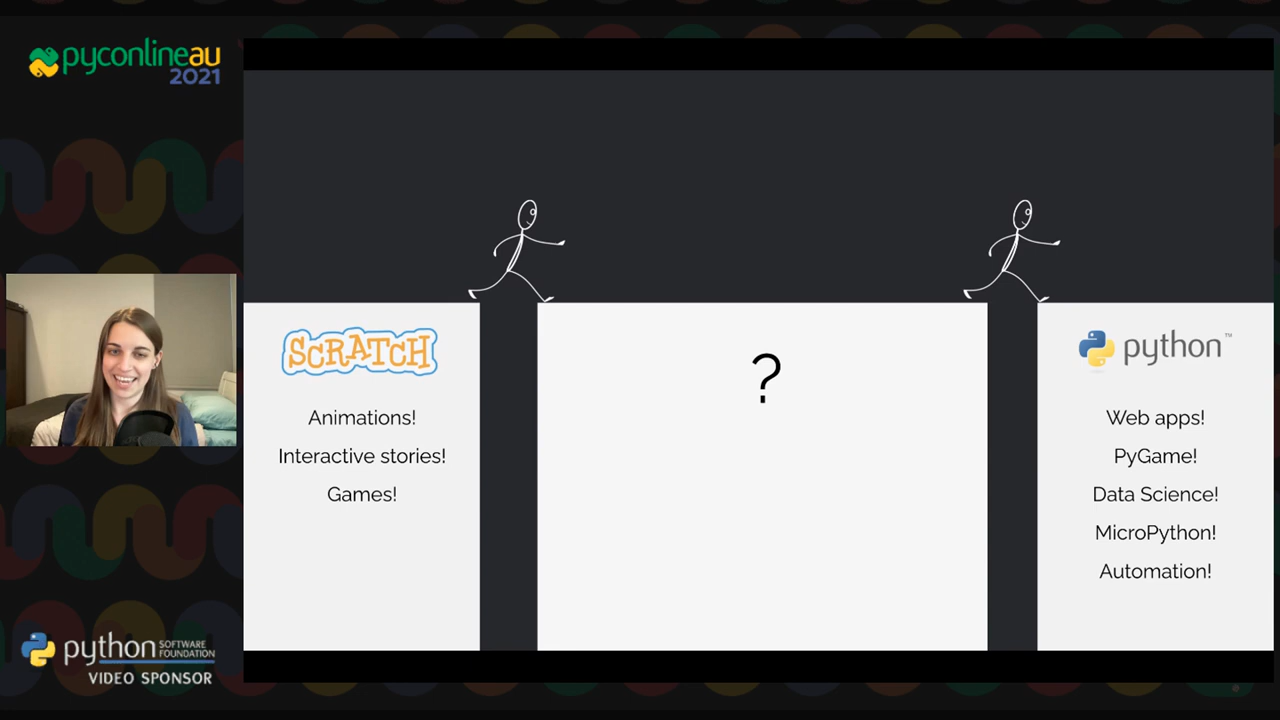 pyconlineau
2021
SCRATCH
Animations!
Interactive stories!
Games!
?
python™
Web apps!
PyGame!
Data Science!
MicroPython!
Automation!
python SOFTWARE FOUNDATION
VIDEO SPONSOR